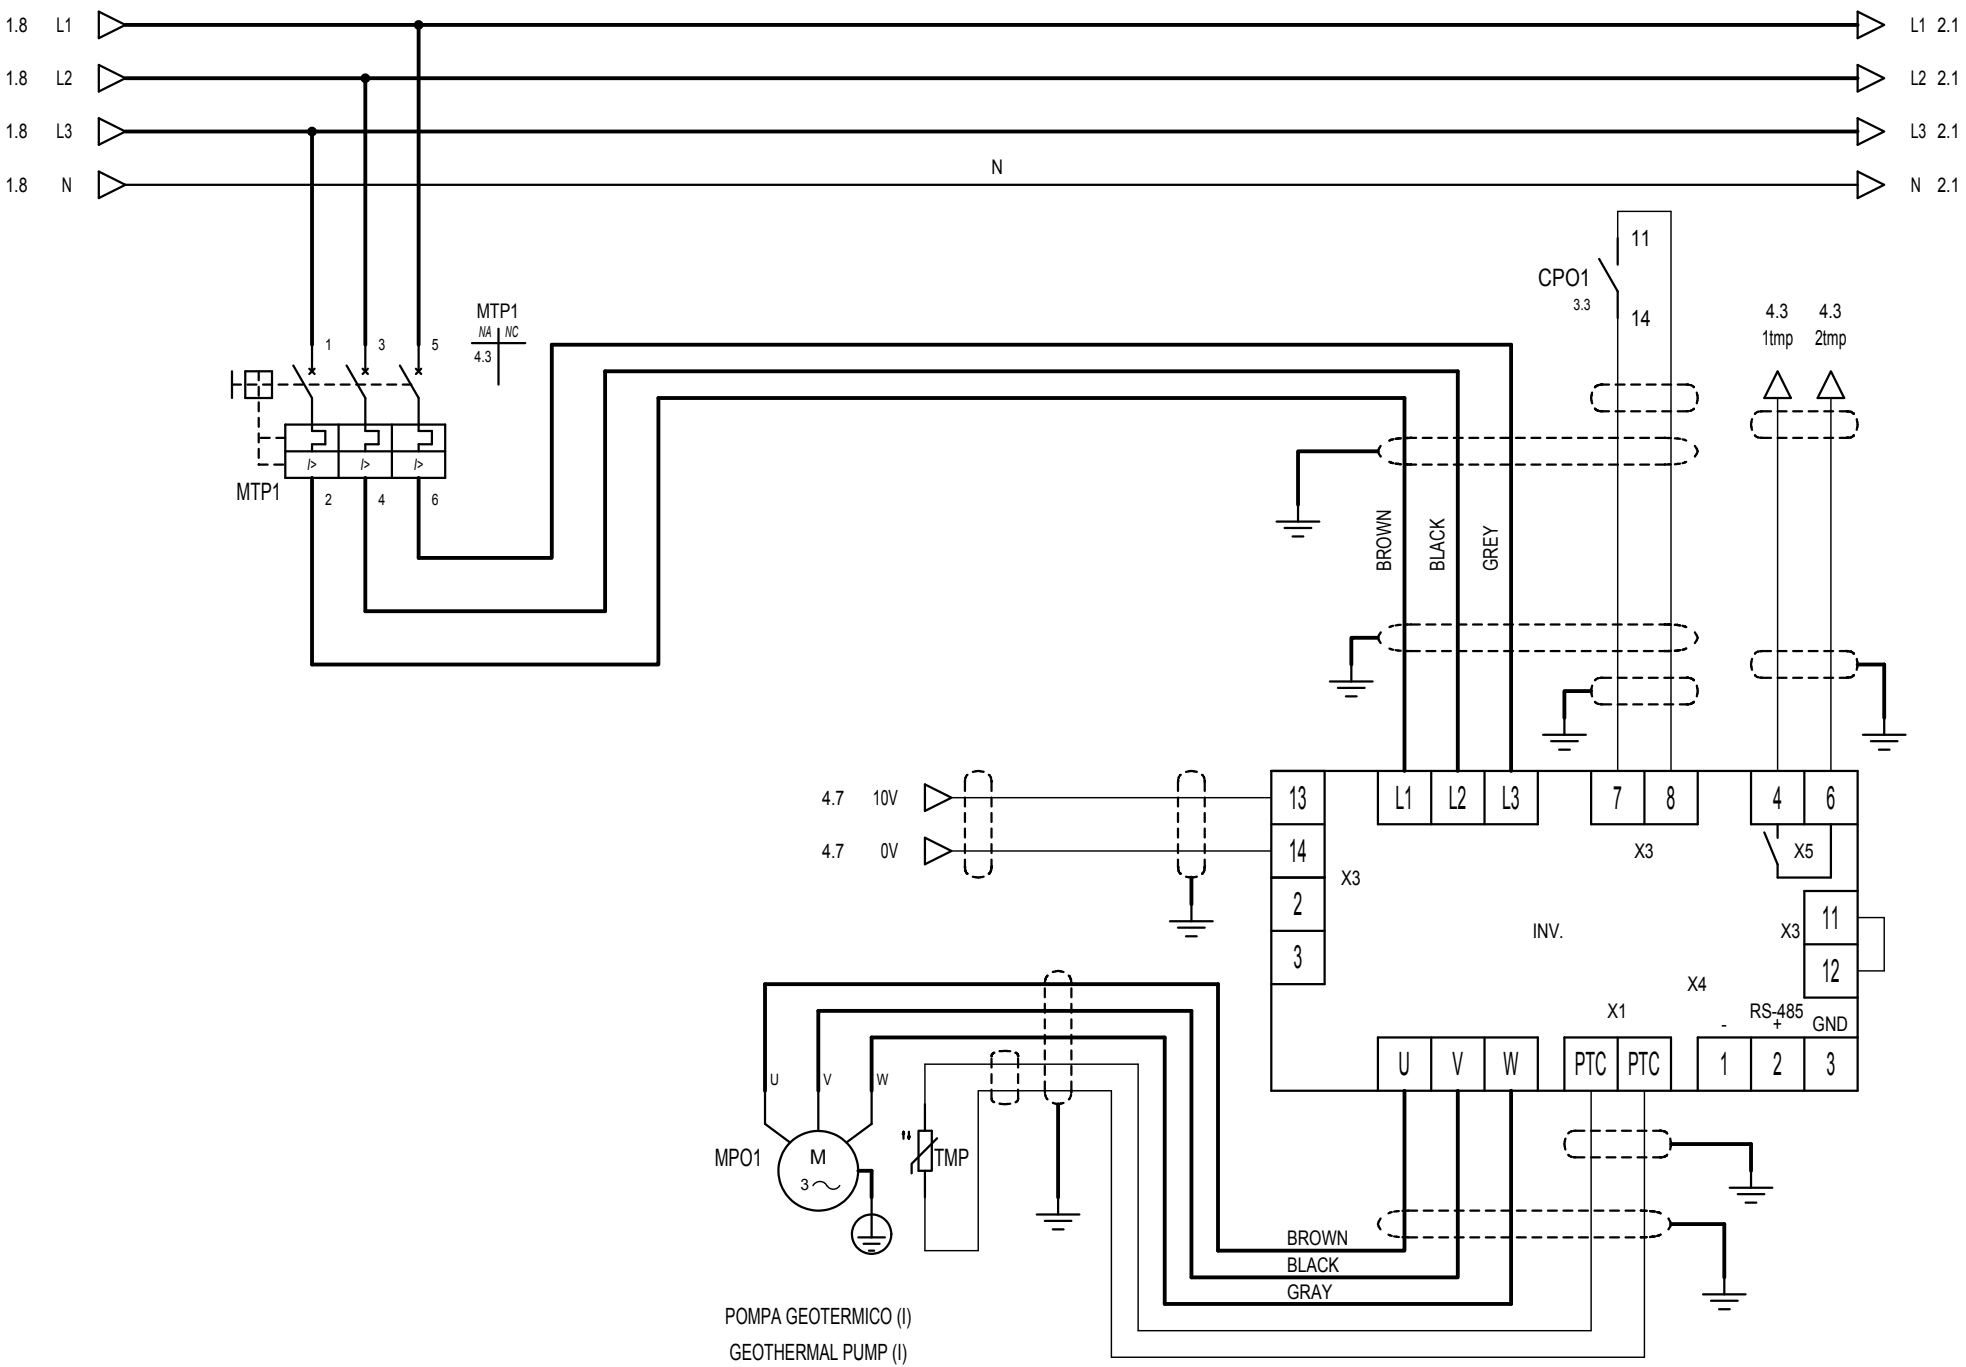 1.8 L1
L1 2.1
1.8 L2
L2 2.1
1.8 L3
L3 2.1
N
1.8 N
N 2.1
11
CPO1
3.3
14
4.3
1tmp
4.3
2tmp
MTP1
NA NC
4.3
1
3
5
I>
I>
I>
MTP1
2
4
6
BROWN
BLACK
GREY
4.7 10V
4.7 0V
13
14
2
3
X3
L1
L2
L3
7
8
X3
4
6
X5
INV.
X3
11
12
X4
X1
RS-485
-
+
GND
U
V
W
PTC
PTC
1
2
3
U
V
W
MPO1
M
3
TMP
BROWN
BLACK
GRAY
POMPA GEOTERMICO (I)
GEOTHERMAL PUMP (I)